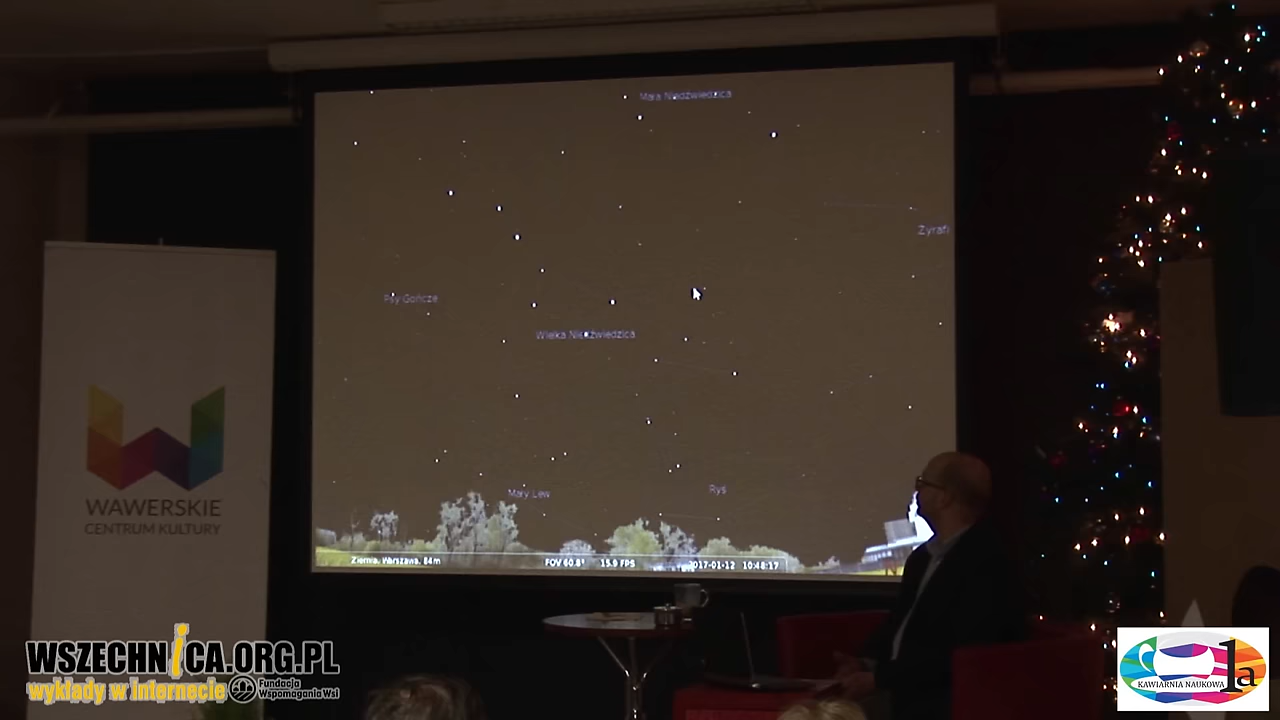 Mała Niedźwiedzica
Żyraf
Psy Gończe
Wielka Niedźwiedzica
Mały Lew
Ryś
Ziemia, Warszawa, 84m
FOV 60.8°
15.9 FPS
2017-01-12 10:48:17
WAWERSKIE
CENTRUM KULTURY
WSZECHNICA.ORG.PL
wykłady w internecie
Fundacja
Wspomagania Wsi
KAWIARNIA NAUKOWA
1a